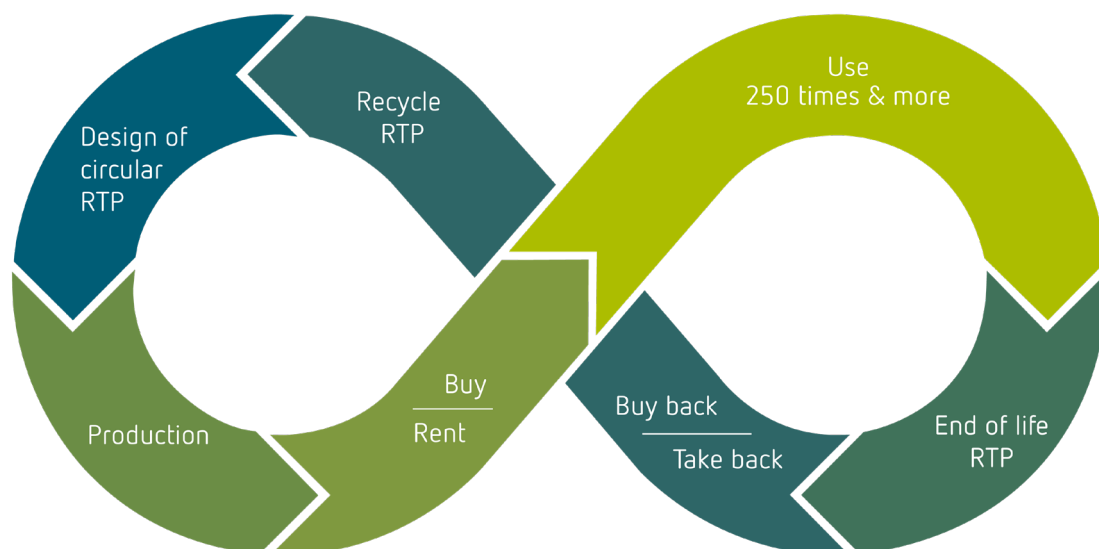 Design of
circular
RTP
Recycle
RTP
Use
250 times & more
Production
Buy
Rent
Buy back
Take back
End of life
RTP